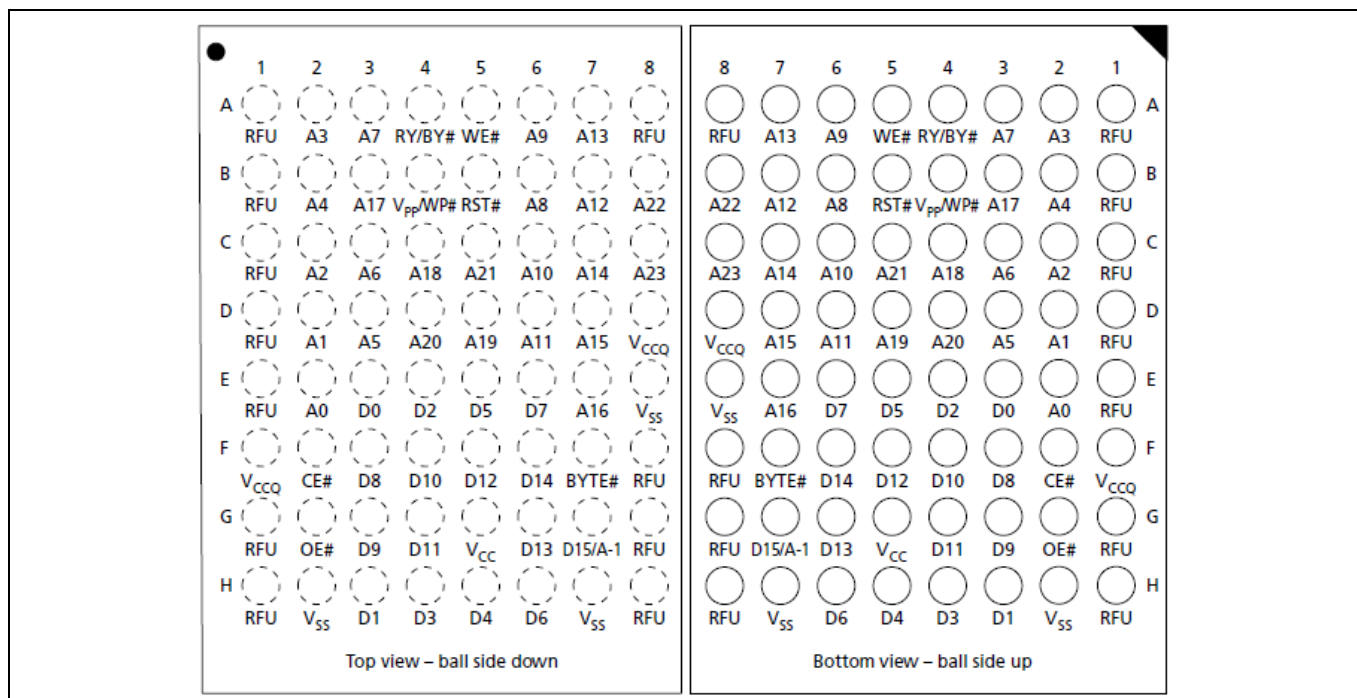 1 2 3 4 5 6 7 8 8 7 6 5 4 3 2 1
A A
RFU A3 A7 RY/BY# WE# A9 A13 RFU RFU A13 A9 WE# RY/BY# A7 A3 RFU
B B
RFU A4 A17 VPP/WP# RST# A8 A12 A22 A22 A12 A8 RST# VPP/WP# A17 A4 RFU
C C
RFU A2 A6 A18 A21 A10 A14 A23 A23 A14 A10 A21 A18 A6 A2 RFU
D D
RFU A1 A5 A20 A19 A11 A15 VCCQ VCCQ A15 A11 A19 A20 A5 A1 RFU
E E
RFU A0 D0 D2 D5 D7 A16 VSS VSS A16 D7 D5 D2 D0 A0 RFU
F F
VCCQ CE# D8 D10 D12 D14 BYTE# RFU RFU BYTE# D14 D12 D10 D8 CE# VCCQ
G G
RFU OE# D9 D11 VCC D13 D15/A-1 RFU RFU D15/A-1 D13 VCC D11 D9 OE# RFU
H H
RFU VSS D1 D3 D4 D6 VSS RFU RFU VSS D6 D4 D3 D1 VSS RFU
Top view – ball side down Bottom view – ball side up